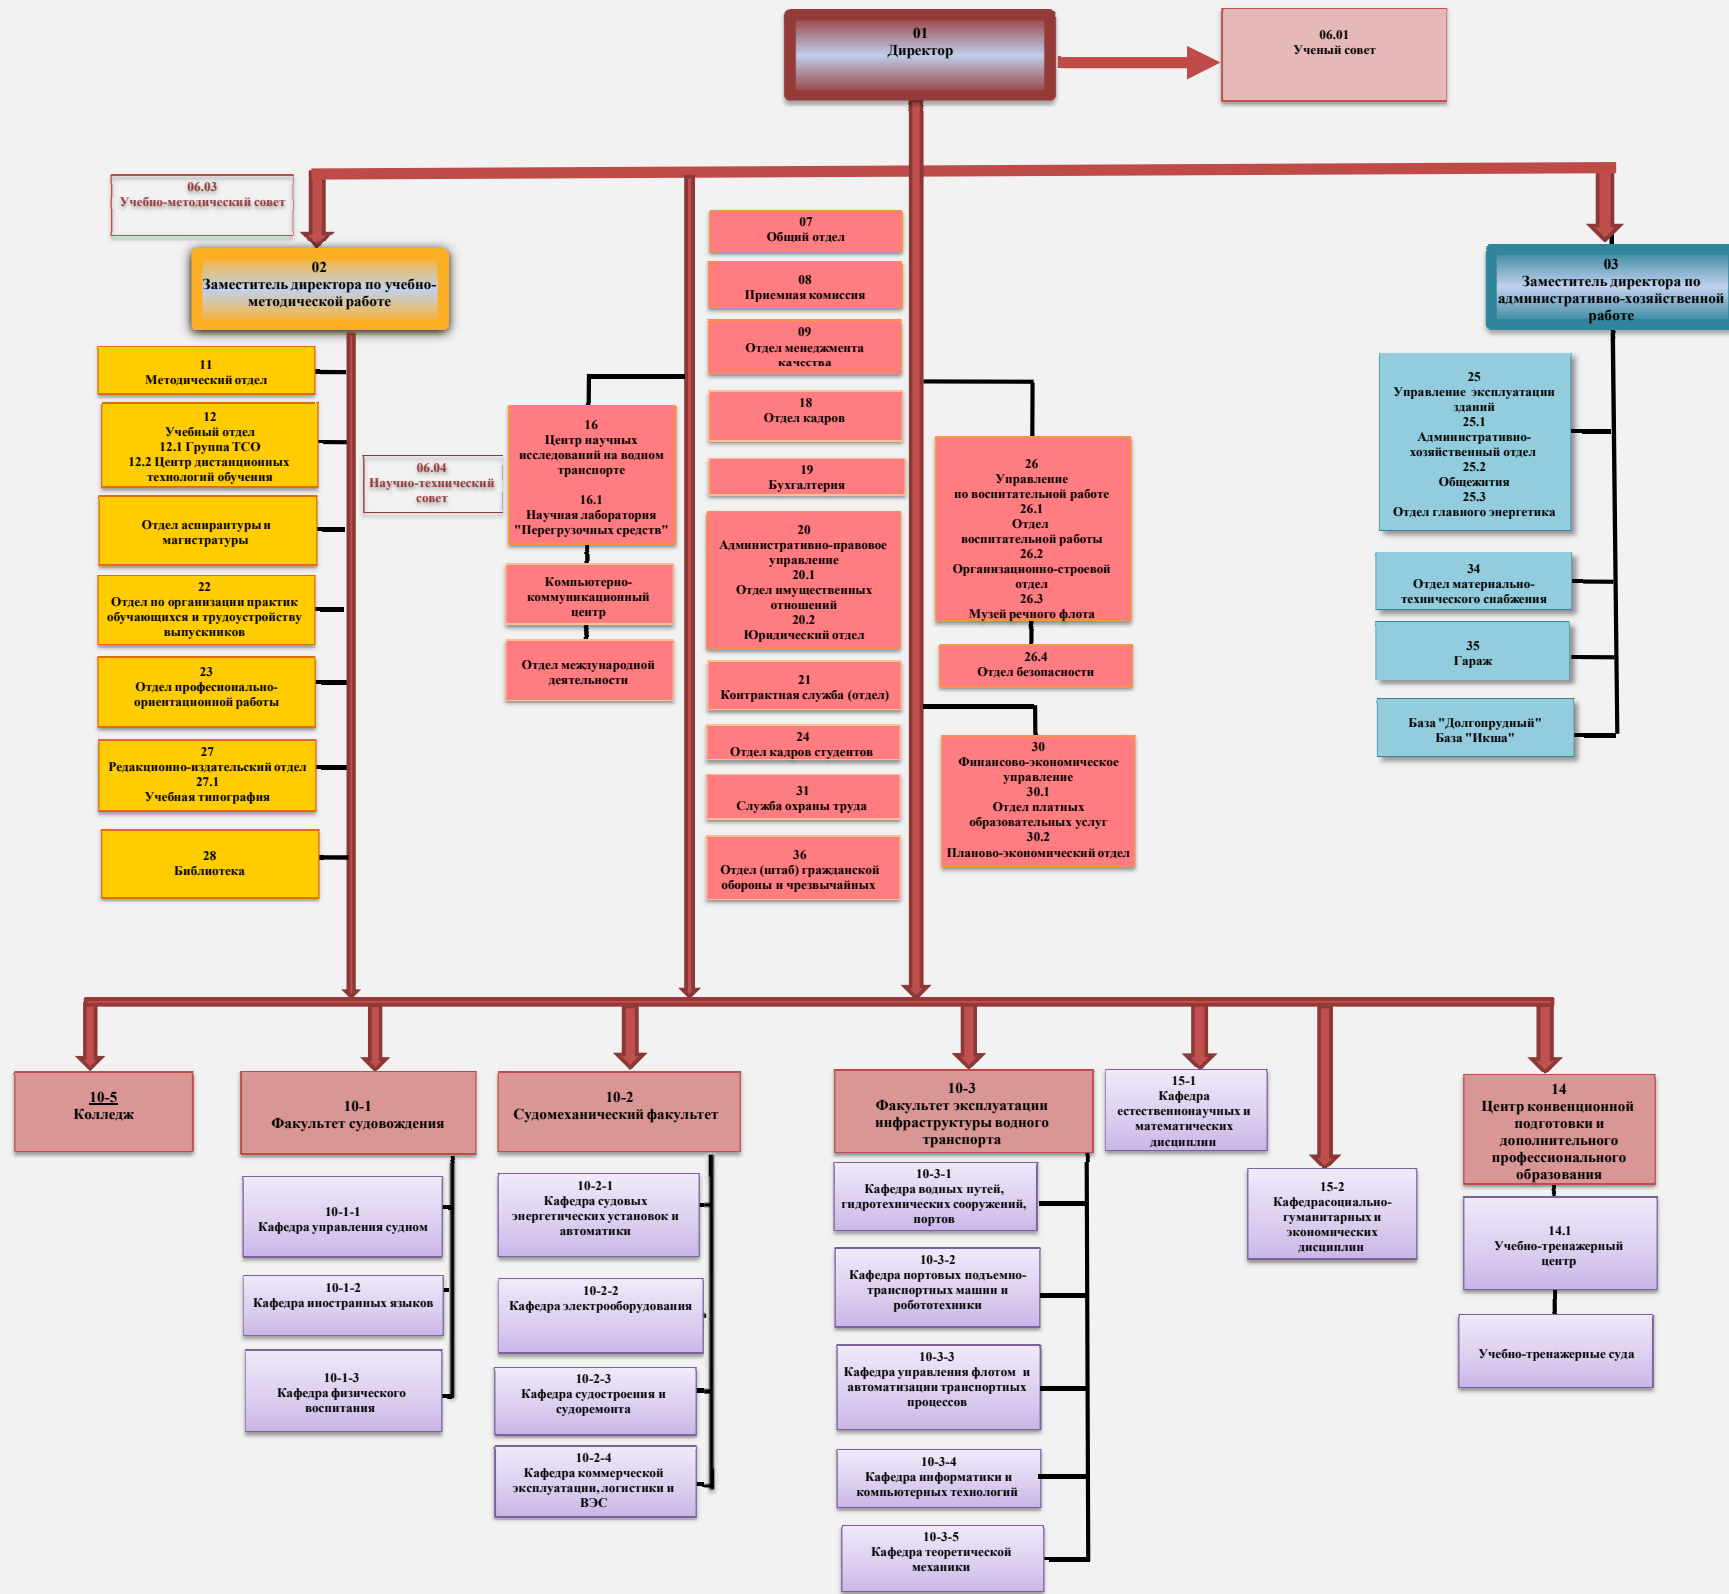 01
Директор
06.01
Ученый совет
06.03
Учебно-методический совет
02
Заместитель директора по учебно-
методической работе
03
Заместитель директора по
административно-хозяйственной
работе
11
Методический отдел
12
Учебный отдел
12.1 Группа ТСО
12.2 Центр дистанционных
технологий обучения
Отдел аспирантуры и
магистратуры
22
Отдел по организации практик
обучающихся и трудоустройству
выпускников
23
Отдел професионально-
ориентационной работы
27
Редакционно-издательский отдел
27.1
Учебная типография
28
Библиотека
06.04
Научно-технический
совет
16
Центр научных
исследований на водном
транспорте
16.1
Научная лаборатория
"Перегрузочных средств"
Компьютерно-
коммуникационный
центр
Отдел международной
деятельности
07
Общий отдел
08
Приемная комиссия
09
Отдел менеджмента
качества
18
Отдел кадров
19
Бухгалтерия
20
Административно-правовое
управление
20.1
Отдел имущественных
отношений
20.2
Юридический отдел
21
Контрактная служба (отдел)
24
Отдел кадров студентов
31
Служба охраны труда
36
Отдел (штаб) гражданской
обороны и чрезвычайных
26
Управление
по воспитательной работе
26.1
Отдел
воспитательной работы
26.2
Организационно-строевой
отдел
26.3
Музей речного флота
26.4
Отдел безопасности
30
Финансово-экономическое
управление
30.1
Отдел платных
образовательных услуг
30.2
Планово-экономический отдел
25
Управление эксплуатации
зданий
25.1
Административно-
хозяйственный отдел
25.2
Общежития
25.3
Отдел главного энергетика
34
Отдел материально-
технического снабжения
35
Гараж
База "Долгопрудный"
База "Икша"
10-5
Колледж
10-1
Факультет судовождения
10-1-1
Кафедра управления судном
10-1-2
Кафедра иностранных языков
10-1-3
Кафедра физического
воспитания
10-2
Судомеханический факультет
10-2-1
Кафедра судовых
энергетических установок и
автоматики
10-2-2
Кафедра электрооборудования
10-2-3
Кафедра судостроения и
судоремонта
10-2-4
Кафедра коммерческой
эксплуатации, логистики и
ВЭС
10-3
Факультет эксплуатации
инфраструктуры водного
транспорта
10-3-1
Кафедра водных путей,
гидротехнических сооружений,
портов
10-3-2
Кафедра портовых подъемно-
транспортных машин и
робототехники
10-3-3
Кафедра управления флотом и
автоматизации транспортных
процессов
10-3-4
Кафедра информатики и
компьютерных технологий
10-3-5
Кафедра теоретической
механики
15-1
Кафедра
естественнонаучных и
математических
дисциплин
15-2
Кафедрасоциально-
гуманитарных и
экономических
дисциплин
14
Центр конвенционной
подготовки и
дополнительного
профессионального
образования
14.1
Учебно-тренажерный
центр
Учебно-тренажерные суда